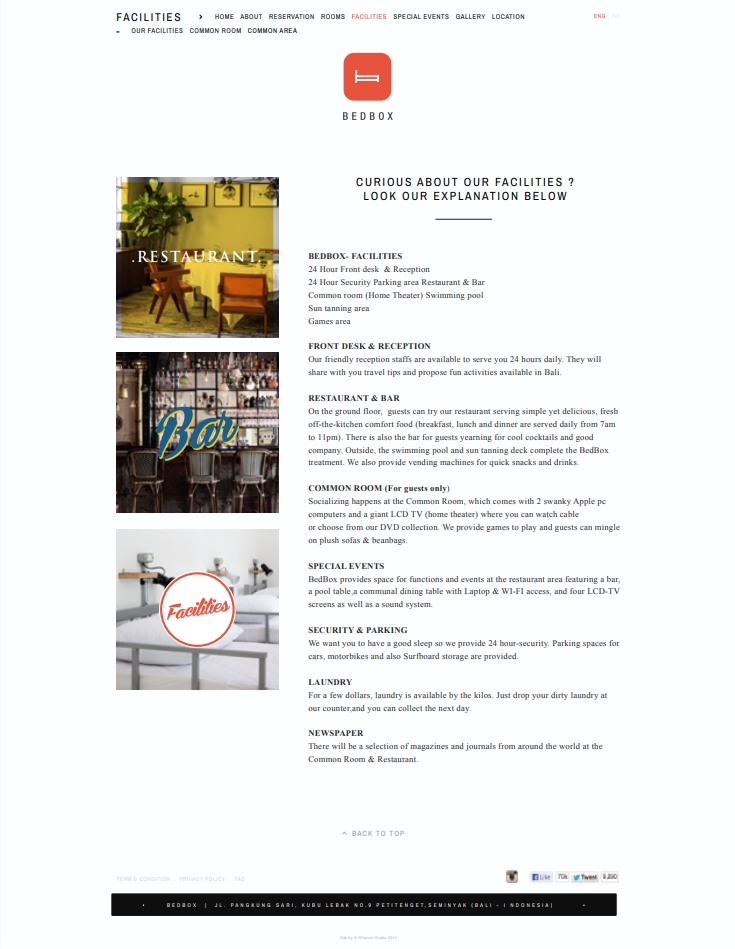 FACILITIES › HOME ABOUT RESERVATION ROOMS FACILITIES SPECIAL EVENTS GALLERY LOCATION ENG
OUR FACILITIES COMMON ROOM COMMON AREA
BEDBOX
CURIOUS ABOUT OUR FACILITIES ?
LOOK OUR EXPLANATION BELOW
.RESTAURANT.
Bar
Facilities
BEDBOX- FACILITIES
24 Hour Front desk & Reception
24 Hour Security Parking area Restaurant & Bar
Common room (Home Theater) Swimming pool
Sun tanning area
Games area
FRONT DESK & RECEPTION
Our friendly reception staffs are available to serve you 24 hours daily. They will
share with you travel tips and propose fun activities available in Bali.
RESTAURANT & BAR
On the ground floor, guests can try our restaurant serving simple yet delicious, fresh
off-the-kitchen comfort food (breakfast, lunch and dinner are served daily from 7am
to 11pm). There is also the bar for guests yearning for cool cocktails and good
company. Outside, the swimming pool and sun tanning deck complete the BedBox
treatment. We also provide vending machines for quick snacks and drinks.
COMMON ROOM (For guests only)
Socializing happens at the Common Room, which comes with 2 swanky Apple pc
computers and a giant LCD TV (home theater) where you can watch cable
or choose from our DVD collection. We provide games to play and guests can mingle
on plush sofas & beanbags.
SPECIAL EVENTS
BedBox provides space for functions and events at the restaurant area featuring a bar,
a pool table,a communal dining table with Laptop & WI-FI access, and four LCD-TV
screens as well as a sound system.
SECURITY & PARKING
We want you to have a good sleep so we provide 24 hour-security. Parking spaces for
cars, motorbikes and also Surfboard storage are provided.
LAUNDRY
For a few dollars, laundry is available by the kilos. Just drop your dirty laundry at
our counter,and you can collect the next day.
NEWSPAPER
There will be a selection of magazines and journals from around the world at the
Common Room & Restaurant.
BACK TO TOP
TERM & CONDITION . PRIVACY POLICY . FAQ
Like 70k Tweet
BEDBOX | JL. PANGKUNG SARI, KUBU LEBAK NO.9 PETITENGET,SEMINYAK (BALI - INDONESIA)